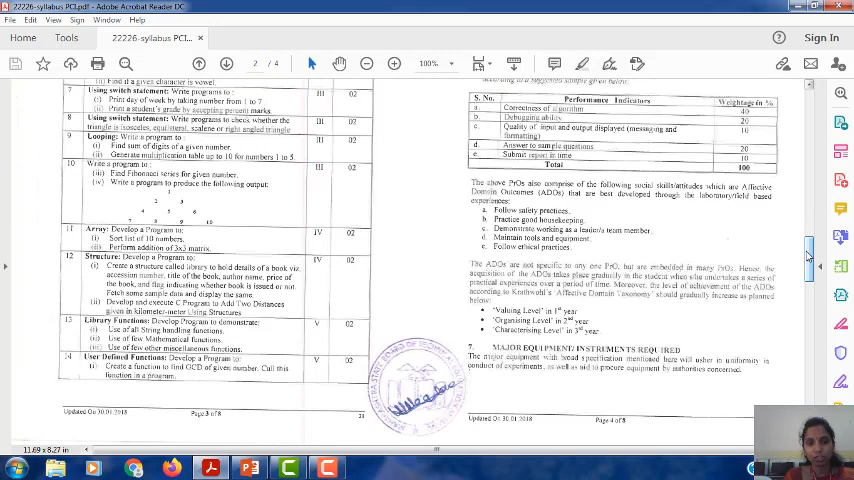 22226-syllabus PCI.pdf - Adobe Acrobat Reader DC
File Edit View Sign Window Help
Home Tools 22226-syllabus PCI... × Sign In
2 / 4 100%
(ii) Find if a given character is vowel.
7 Using switch statement: Write programs to : III 02
(i) Print day of week by taking number from 1 to 7
(ii) Print a student's grade by accepting percent marks.
8 Using switch statement: Write programs to check whether the III 02
triangle is isosceles, equilateral, scalene or right angled triangle
9 Looping: Write a program to : III 02
(i) Find sum of digits of a given number.
(ii) Generate multiplication table up to 10 for numbers 1 to 5.
10 Write a program to : III 02
(iii) Find Fibonacci series for given number.
(iv) Write a program to produce the following output:
1
2 3
4 5 6
7 8 9 10
11 Array: Develop a Program to: IV 02
(i) Sort list of 10 numbers.
(ii) Perform addition of 3x3 matrix.
12 Structure: Develop a Program to: IV 02
(i) Create a structure called library to hold details of a book viz.
accession number, title of the book, author name, price of
the book, and flag indicating whether book is issued or not.
Fetch some sample data and display the same.
(ii) Develop and execute C Program to Add Two Distances
given in kilometer-meter Using Structures
13 Library Functions: Develop Program to demonstrate: V 02
(i) Use of all String handling functions.
(ii) Use of few Mathematical functions.
(iii) Use of few other miscellaneous functions.
14 User Defined Functions: Develop a Program to: V 02
(i) Create a function to find GCD of given number. Call this
function in a program.
Updated On 30.01.2018 Page 3 of 8
according to a suggested sample given below:
S. No. Performance Indicators Weightage in %
a. Correctness of algorithm 40
b. Debugging ability 20
c. Quality of input and output displayed (messaging and 10
formatting)
d. Answer to sample questions 20
e. Submit report in time 10
Total 100
The above PrOs also comprise of the following social skills/attitudes which are Affective
Domain Outcomes (ADOs) that are best developed through the laboratory/field based
experiences:
a. Follow safety practices.
b. Practice good housekeeping.
c. Demonstrate working as a leader/a team member.
d. Maintain tools and equipment.
e. Follow ethical practices.
The ADOs are not specific to any one PrO, but are embedded in many PrOs. Hence, the
acquisition of the ADOs takes place gradually in the student when s/he undertakes a series of
practical experiences over a period of time. Moreover, the level of achievement of the ADOs
according to Krathwohl's 'Affective Domain Taxonomy' should gradually increase as planned
below:
• 'Valuing Level' in 1st year
• 'Organising Level' in 2nd year
• 'Characterising Level' in 3rd year
7. MAJOR EQUIPMENT/ INSTRUMENTS REQUIRED
The major equipment with broad specification mentioned here will usher in uniformity in
conduct of experiments, as well as aid to procure equipment by authorities concerned.
Updated On 30.01.2018 Page 4 of 8
11.69 x 8.27 in